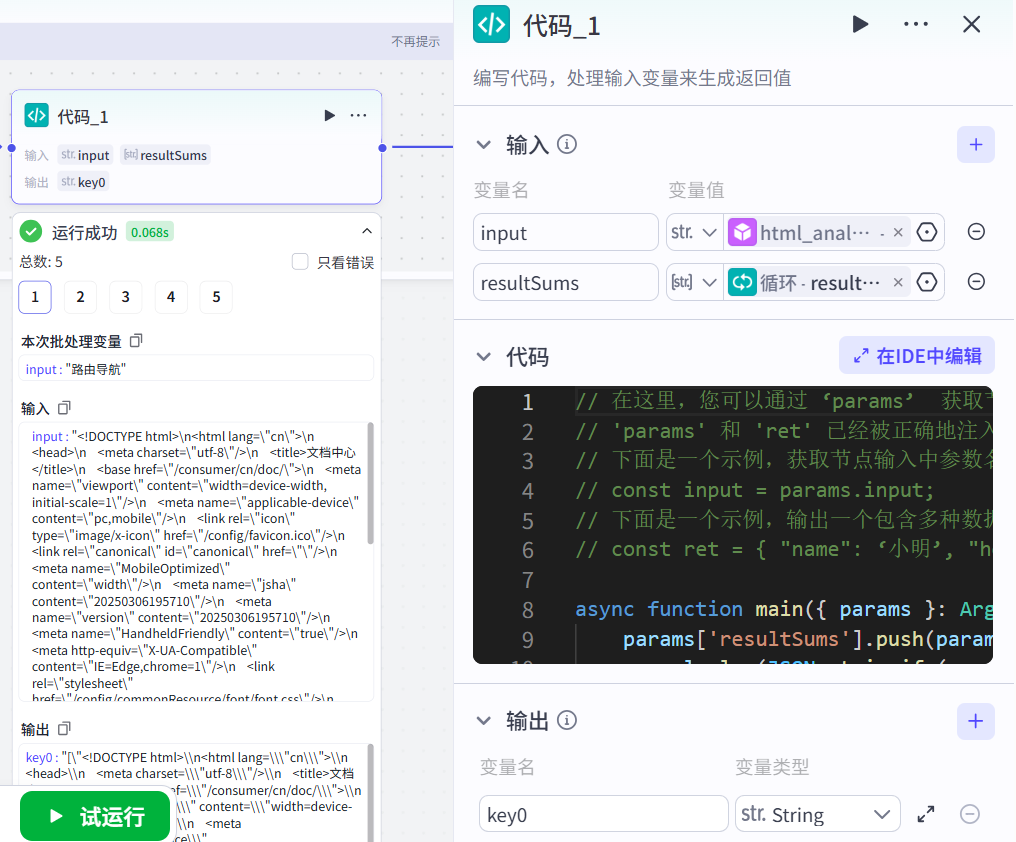 不再提示
代码_1
输入 str. input [str] resultSums
输出 str. key0
运行成功 0.068s
总数: 5
只看错误
1 2 3 4 5
本次批处理变量
input : "路由导航"
输入
input : "<!DOCTYPE html>\n<html lang=\"cn\">\n
<head>\n   <meta charset=\"utf-8\"/>\n   <title>文档中心
</title>\n   <base href=\"/consumer/cn/doc/\">\n   <meta
name=\"viewport\" content=\"width=device-width,
initial-scale=1\"/>\n   <meta name=\"applicable-device\"
content=\"pc,mobile\"/>\n   <link rel=\"icon\"
type=\"image/x-icon\" href=\"/config/favicon.ico\"/>\n
<link rel=\"canonical\" id=\"canonical\" href=\"\"/>\n
<meta name=\"MobileOptimized\"
content=\"width\"/>\n   <meta name=\"jsha\"
content=\"20250306195710\"/>\n   <meta
name=\"version\" content=\"20250306195710\"/>\n
<meta name=\"HandheldFriendly\" content=\"true\"/>\n
<meta http-equiv=\"X-UA-Compatible\"
content=\"IE=Edge,chrome=1\"/>\n   <link
rel=\"stylesheet\"
href=\"/config/commonResource/font/font.css\"/>\n
输出
key0 : "[\"<!DOCTYPE html>\\n<html lang=\\\"cn\\\">\\n
<head>\\n   <meta charset=\\\"utf-8\\\"/>\\n   <title>文档
ef=\\\"/consumer/cn/doc/\\\">\\n
\\\" content=\\\"width=device-
\\n   <meta
ce\\\"
试运行
代码_1
编写代码，处理输入变量来生成返回值
输入
变量名 变量值
input str. html_anal··· -
resultSums [str] 循环 - result···
代码
在IDE中编辑
1 // 在这里，您可以通过 ‘params’  获取节
2 // 'params' 和 'ret' 已经被正确地注入
3 // 下面是一个示例，获取节点输入中参数名
4 // const input = params.input;
5 // 下面是一个示例，输出一个包含多种数据
6 // const ret = { "name": ‘小明’, "ho
7
8 async function main({ params }: Arg
9 params['resultSums'].push(param
10
输出
变量名 变量类型
key0 str. String